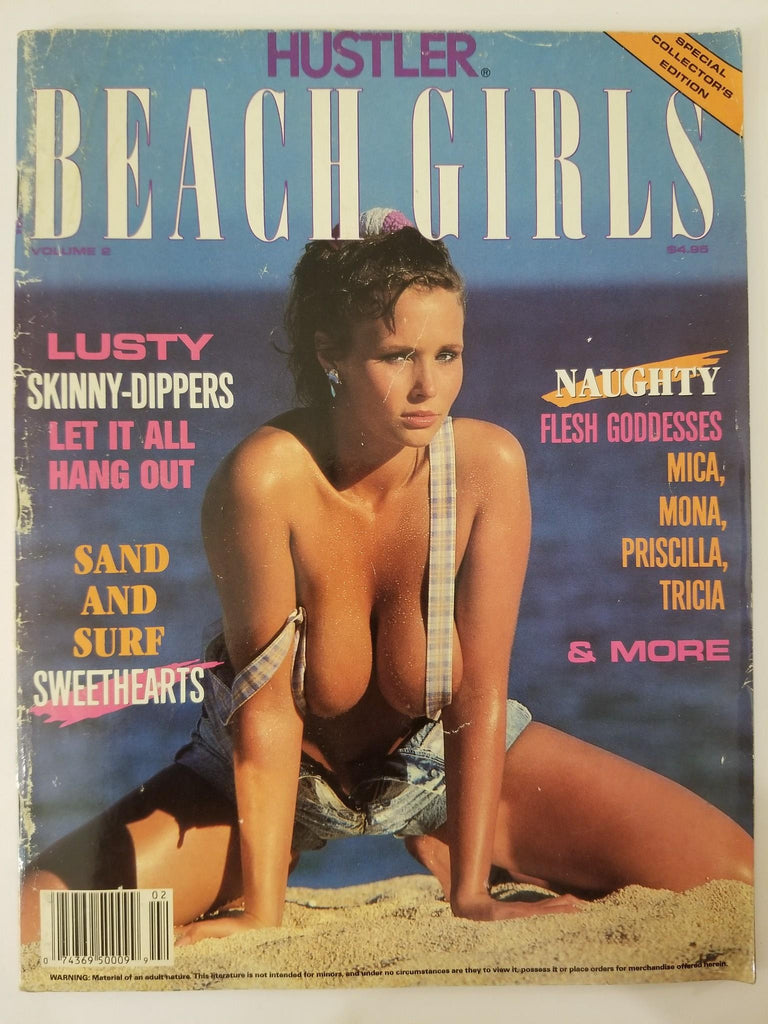 HUSTLER®
SPECIAL
COLLECTOR'S
EDITION
BEACH GIRLS
VOLUME 2
$4.95
LUSTY
SKINNY-DIPPERS
LET IT ALL
HANG OUT
SAND
AND
SURF
SWEETHEARTS
NAUGHTY
FLESH GODDESSES
MICA,
MONA,
PRISCILLA,
TRICIA
& MORE
02
0 74369 50009 9
WARNING: Material of an adult nature. This literature is not intended for minors, and under no circumstances are they to view it, possess it or place orders for merchandise offered herein.